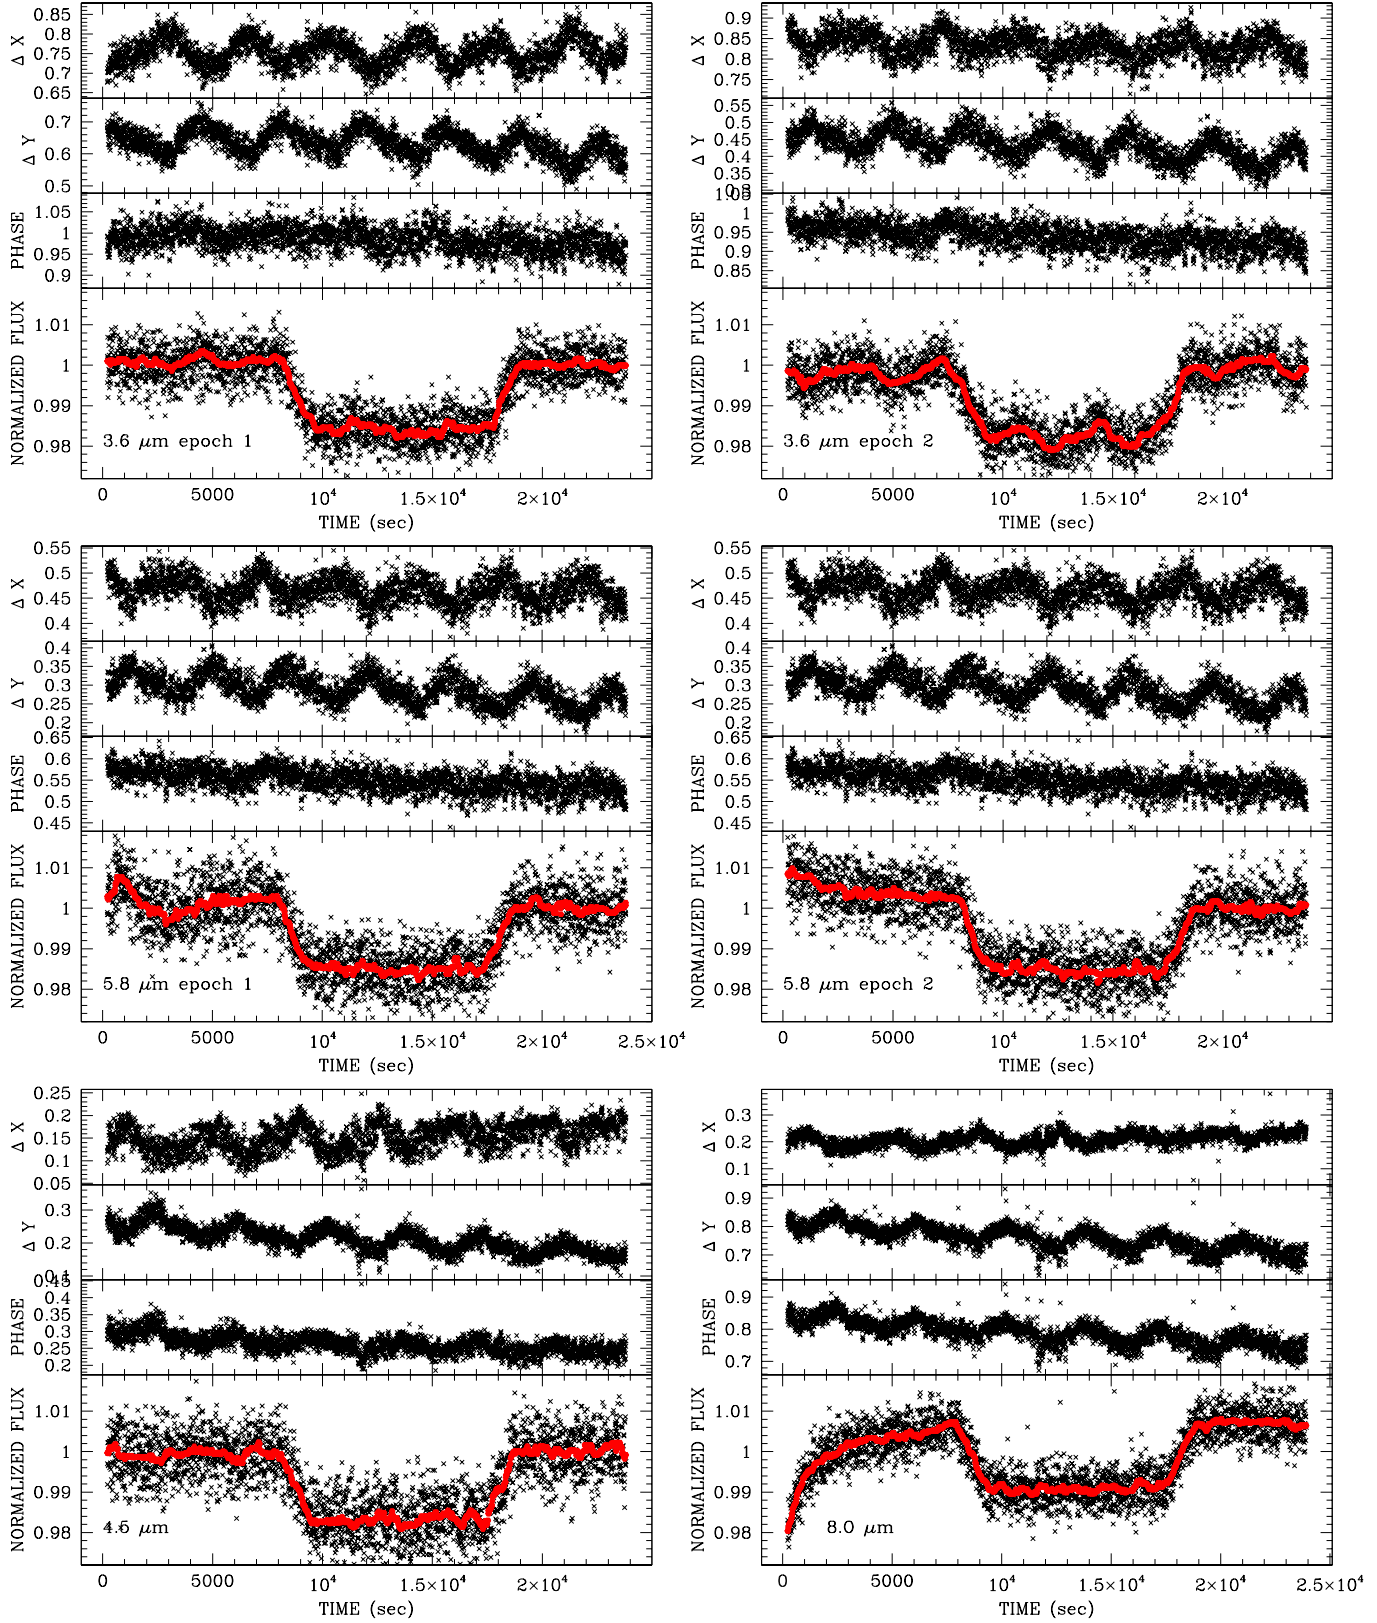 0.85
0.8
0.75
0.7
0.65
Δ X
0.7
0.6
0.5
Δ Y
1.05
1
0.95
0.9
PHASE
1.01
1
0.99
0.98
NORMALIZED FLUX
3.6 μm epoch 1
0 5000 10⁴ 1.5×10⁴ 2×10⁴
TIME (sec)
0.9
0.85
0.8
0.75
Δ X
0.55
0.5
0.45
0.4
0.35
0.3
Δ Y
1.05
1
0.95
0.9
0.85
PHASE
1.01
1
0.99
0.98
NORMALIZED FLUX
3.6 μm epoch 2
0 5000 10⁴ 1.5×10⁴ 2×10⁴
TIME (sec)
0.55
0.5
0.45
0.4
Δ X
0.4
0.35
0.3
0.25
0.2
Δ Y
0.65
0.6
0.55
0.5
0.45
PHASE
1.01
1
0.99
0.98
NORMALIZED FLUX
5.8 μm epoch 1
0 5000 10⁴ 1.5×10⁴ 2×10⁴ 2.5×10⁴
TIME (sec)
0.55
0.5
0.45
0.4
Δ X
0.4
0.35
0.3
0.25
0.2
Δ Y
0.65
0.6
0.55
0.5
0.45
PHASE
1.01
1
0.99
0.98
NORMALIZED FLUX
5.8 μm epoch 2
0 5000 10⁴ 1.5×10⁴ 2×10⁴
TIME (sec)
0.25
0.2
0.15
0.1
0.05
Δ X
0.3
0.2
0.1
Δ Y
0.45
0.4
0.35
0.3
0.25
0.2
PHASE
1.01
1
0.99
0.98
NORMALIZED FLUX
4.5 μm
0 5000 10⁴ 1.5×10⁴ 2×10⁴
TIME (sec)
0.3
0.2
0.1
Δ X
0.9
0.8
0.7
Δ Y
0.9
0.8
0.7
PHASE
1.01
1
0.99
0.98
NORMALIZED FLUX
8.0 μm
0 5000 10⁴ 1.5×10⁴ 2×10⁴ 2.5×10⁴
TIME (sec)